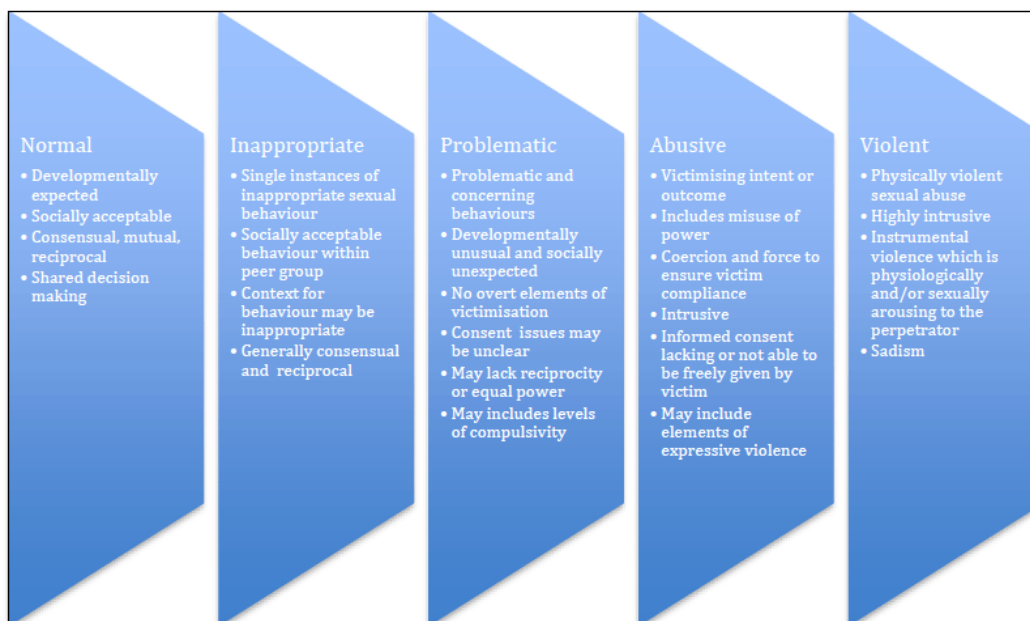 Normal
• Developmentally
expected
• Socially acceptable
• Consensual, mutual,
reciprocal
• Shared decision
making
Inappropriate
• Single instances of
inappropriate sexual
behaviour
• Socially acceptable
behaviour within
peer group
• Context for
behaviour may be
inappropriate
• Generally consensual
and reciprocal
Problematic
• Problematic and
concerning
behaviours
• Developmentally
unusual and socially
unexpected
• No overt elements of
victimisation
• Consent issues may
be unclear
• May lack reciprocity
or equal power
• May includes levels
of compulsivity
Abusive
• Victimising intent or
outcome
• Includes misuse of
power
• Coercion and force to
ensure victim
compliance
• Intrusive
• Informed consent
lacking or not able to
be freely given by
victim
• May include
elements of
expressive violence
Violent
• Physically violent
sexual abuse
• Highly intrusive
• Instrumental
violence which is
physiologically
and/or sexually
arousing to the
perpetrator
• Sadism